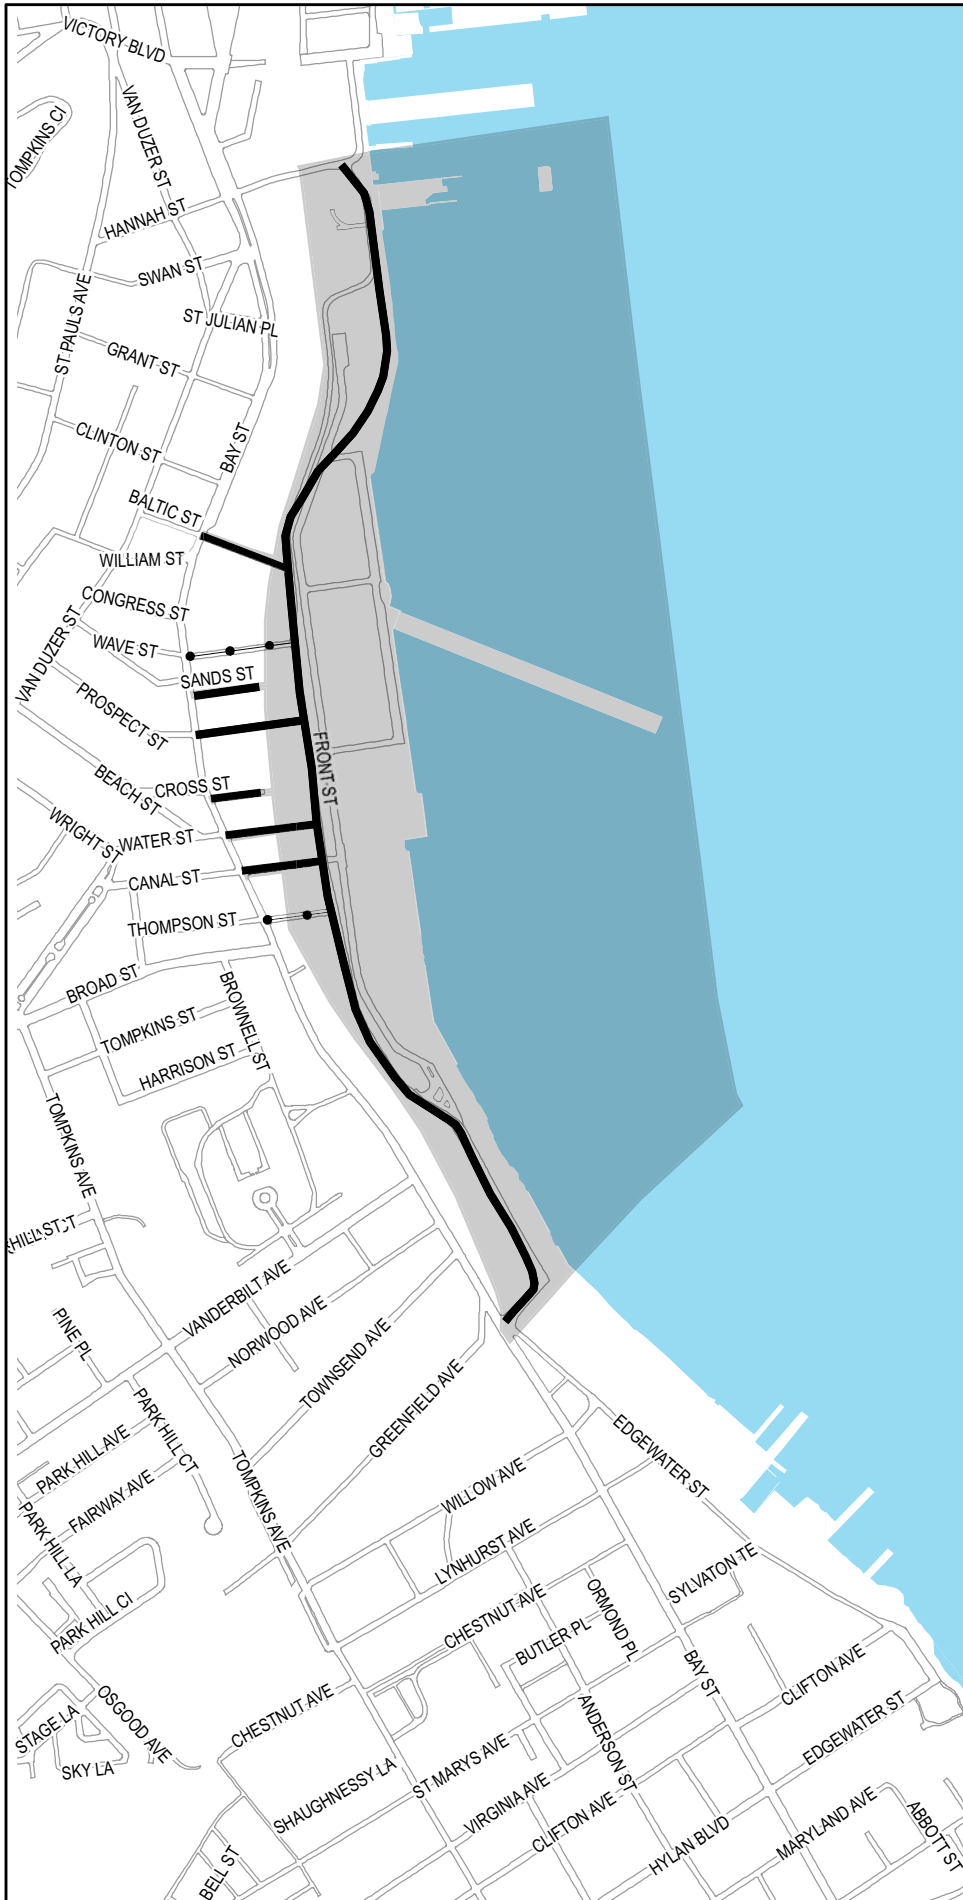 VICTORY BLVD
TOMPKINS CI
VAN DUZER ST
HANNAH ST
SWAN ST
ST PAULS AVE
ST JULIAN PL
GRANT ST
CLINTON ST
BAY ST
BALTIC ST
WILLIAM ST
CONGRESS ST
WAVE ST
VAN DUZER ST
SANDS ST
PROSPECT ST
FRONT ST
BEACH ST
CROSS ST
WRIGHT ST
WATER ST
CANAL ST
THOMPSON ST
BROAD ST
BROWNELL ST
TOMPKINS ST
HARRISON ST
TOMPKINS AVE
VANDERBILT AVE
NORWOOD AVE
PINE PL
TOWNSEND AVE
GREENFIELD AVE
PARK HILL CT
PARK HILL AVE
FAIRWAY AVE
TOMPKINS AVE
EDGEWATER ST
WILLOW AVE
PARK HILL LA
LYNHURST AVE
SYLVATON TE
PARK HILL CI
CHESTNUT AVE
ORMOND PL
BUTLER PL
BAY ST
CLIFTON AVE
OSGOOD AVE
STAGE LA
CHESTNUT AVE
ANDERSON ST
EDGEWATER ST
SKY LA
SHAUGHNESSY LA
ST MARYS AVE
VIRGINIA AVE
CLIFTON AVE
HYLAN BLVD
MARYLAND AVE
ABBOTT ST
BELL ST